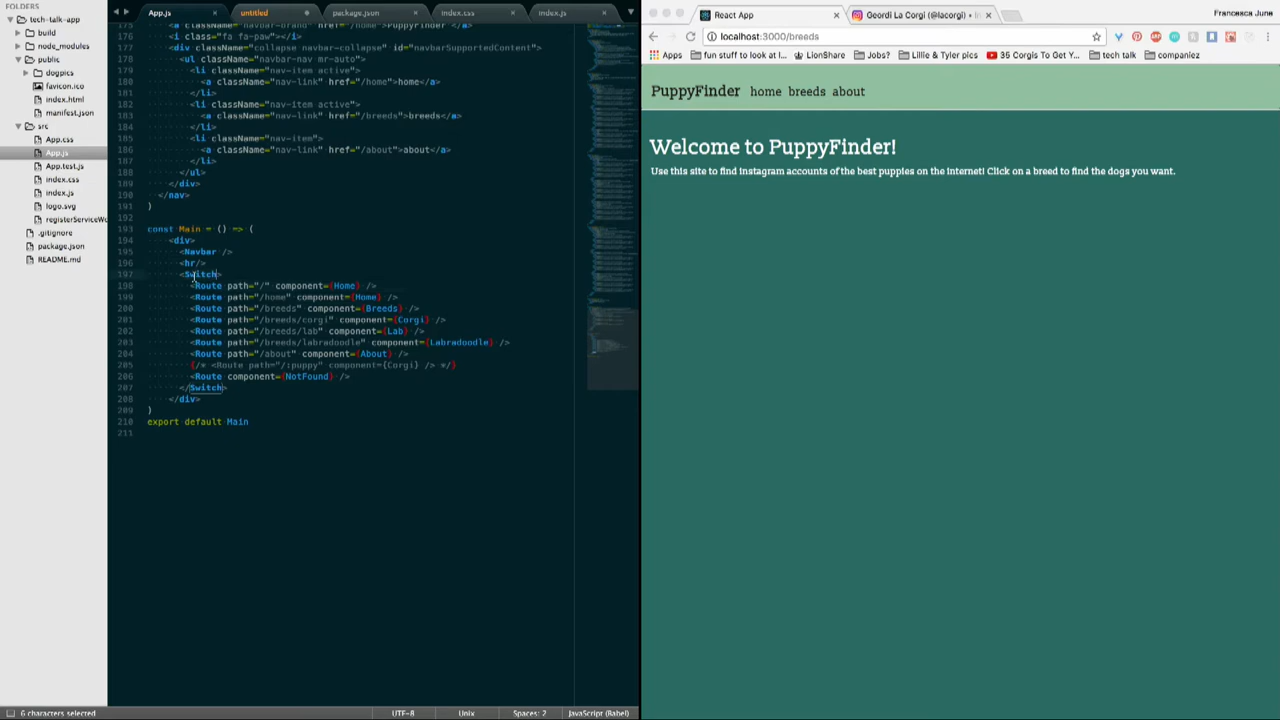 FOLDERS
tech-talk-app
build
node_modules
public
dogpics
favicon.ico
index.html
manifest.json
src
App.css
App.js
App.test.js
index.css
index.js
logo.svg
registerServiceWo
.gitignore
package.json
README.md
App.js × untitled package.json × index.css × index.js ×
176 <i class="fa fa-paw"></i>
177 <div className="collapse navbar-collapse" id="navbarSupportedContent">
178 <ul className="navbar-nav mr-auto">
179 <li className="nav-item active">
180 <a className="nav-link" href="/home">home</a>
181 </li>
182 <li className="nav-item active">
183 <a className="nav-link" href="/breeds">breeds</a>
184 </li>
185 <li className="nav-item">
186 <a className="nav-link" href="/about">about</a>
187 </li>
188 </ul>
189 </div>
190 </nav>
191 )
192
193 const Main = () => (
194 <div>
195 <Navbar />
196 <hr/>
197 <Switch>
198 <Route path="/" component={Home} />
199 <Route path="/home" component={Home} />
200 <Route path="/breeds" component={Breeds} />
201 <Route path="/breeds/corgi" component={Corgi} />
202 <Route path="/breeds/lab" component={Lab} />
203 <Route path="/breeds/labradoodle" component={Labradoodle} />
204 <Route path="/about" component={About} />
205 {/* <Route path="/:puppy" component={Corgi} /> */}
206 <Route component={NotFound} />
207 </Switch>
208 </div>
209 )
210 export default Main
211
6 characters selected UTF-8 Unix Spaces: 2 JavaScript (Babel)
React App × Geordi La Corgi (@lacorgi) • × Francesca June
localhost:3000/breeds
Apps fun stuff to look at l... LionShare Jobs? Lillie & Tyler pics 36 Corgis To Get Y... tech talk companiez
PuppyFinder home breeds about
Welcome to PuppyFinder!
Use this site to find instagram accounts of the best puppies on the internet! Click on a breed to find the dogs you want.